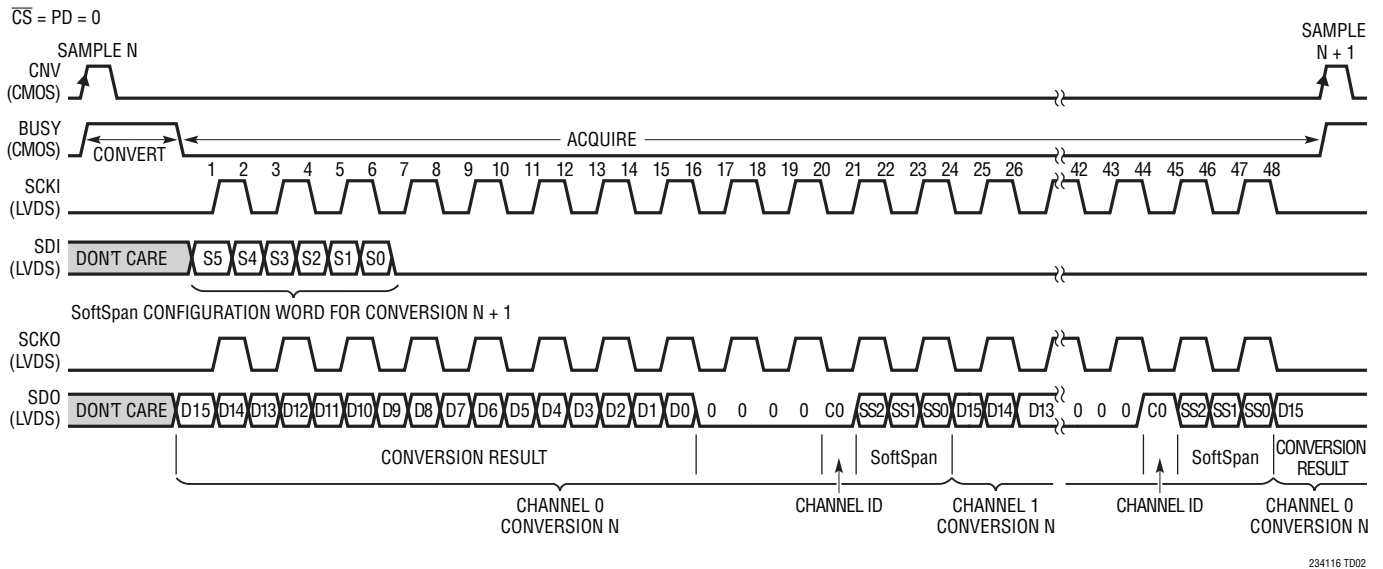 CS = PD = 0
SAMPLE N
SAMPLE
N + 1
CNV
(CMOS)
BUSY
(CMOS)
CONVERT
ACQUIRE
1 2 3 4 5 6 7 8 9 10 11 12 13 14 15 16 17 18 19 20 21 22 23 24 25 26 42 43 44 45 46 47 48
SCKI
(LVDS)
SDI
(LVDS)
DON'T CARE S5 S4 S3 S2 S1 S0
SoftSpan CONFIGURATION WORD FOR CONVERSION N + 1
SCKO
(LVDS)
SDO
(LVDS)
DON'T CARE D15 D14 D13 D12 D11 D10 D9 D8 D7 D6 D5 D4 D3 D2 D1 D0 0 0 0 0 C0 SS2 SS1 SS0 D15 D14 D13 0 0 0 C0 SS2 SS1 SS0 D15
CONVERSION RESULT
SoftSpan
SoftSpan
CONVERSION
RESULT
CHANNEL 0
CONVERSION N
CHANNEL ID
CHANNEL 1
CONVERSION N
CHANNEL ID
CHANNEL 0
CONVERSION N
234116 TD02